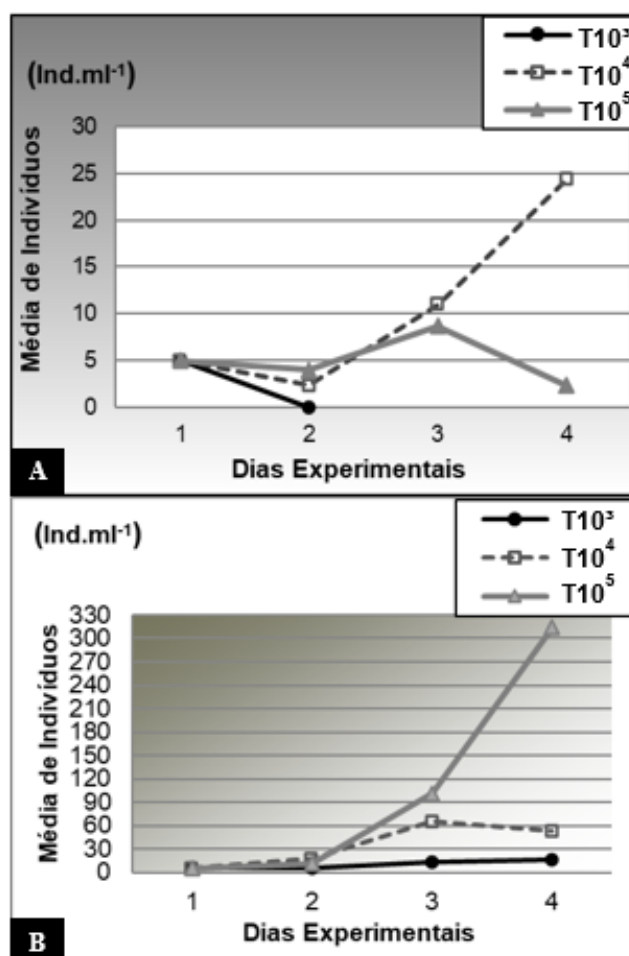 T10³
T10⁴
T10⁵
(Ind.ml⁻¹)
Média de Indivíduos
30
25
20
15
10
5
0
1 2 3 4
Dias Experimentais
A
T10³
T10⁴
T10⁵
(Ind.ml⁻¹)
Média de Indivíduos
330
300
270
240
210
180
150
120
90
60
30
0
1 2 3 4
Dias Experimentais
B